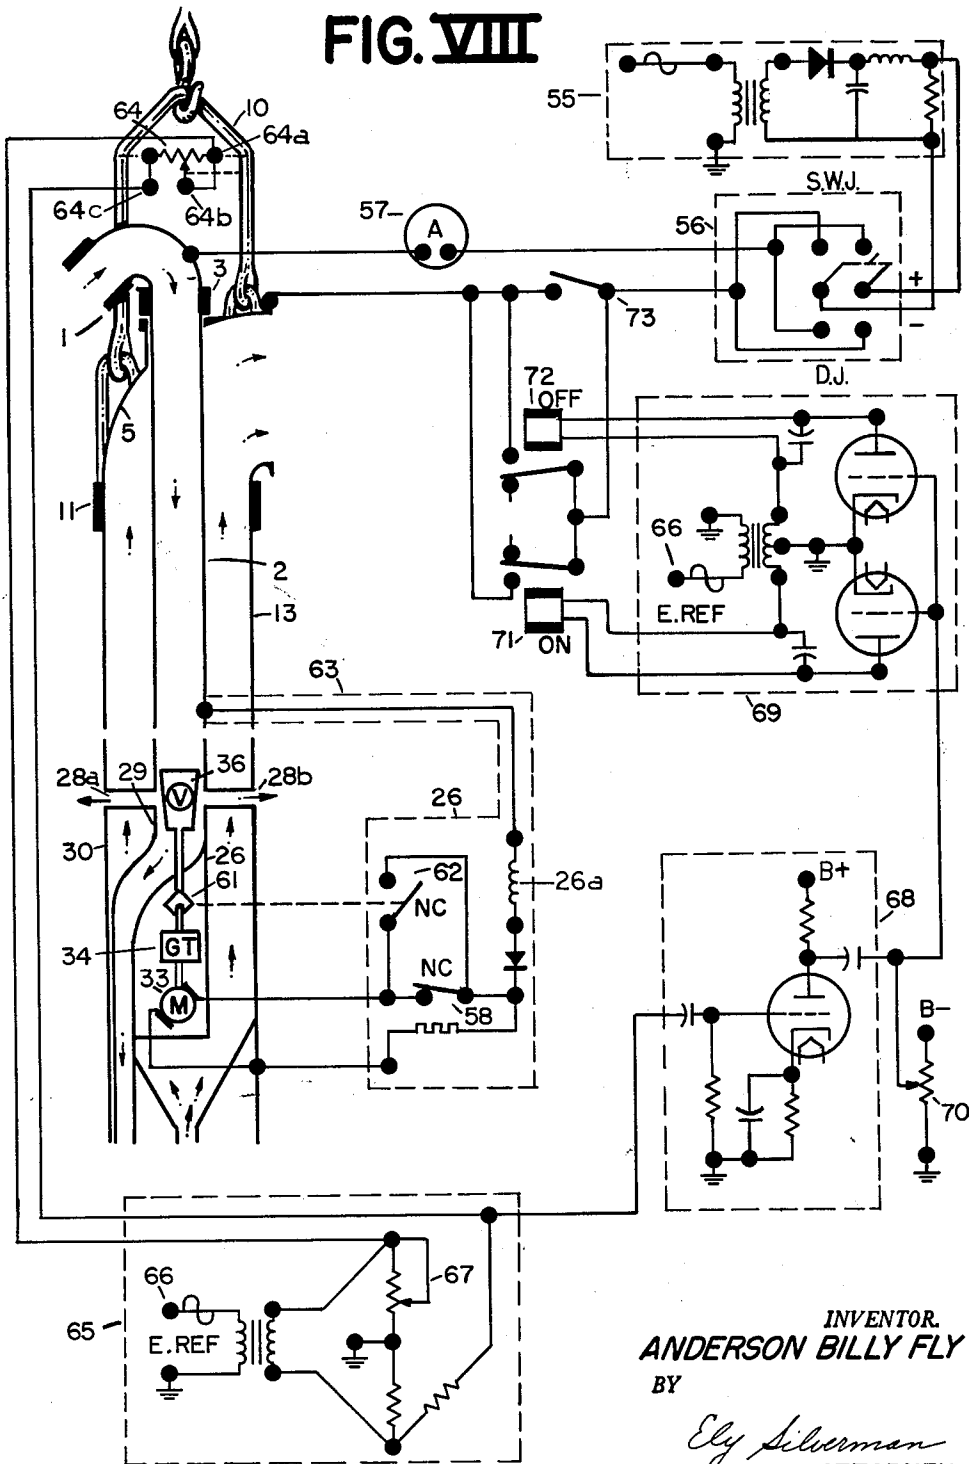 FIG. VIII
64
10
64a
55
S.W.J.
64c
64b
57
A
56
3
+
73
1
−
72
OFF
D.J.
5
11
66
2
E.REF
13
71
ON
63
69
28a
29
36
28b
V
26
30
26
62
B+
61
26a
68
NC
34
GT
NC
33
M
58
B-
70
66
67
65
E.REF
INVENTOR.
ANDERSON BILLY FLY
BY
Ely Silverman